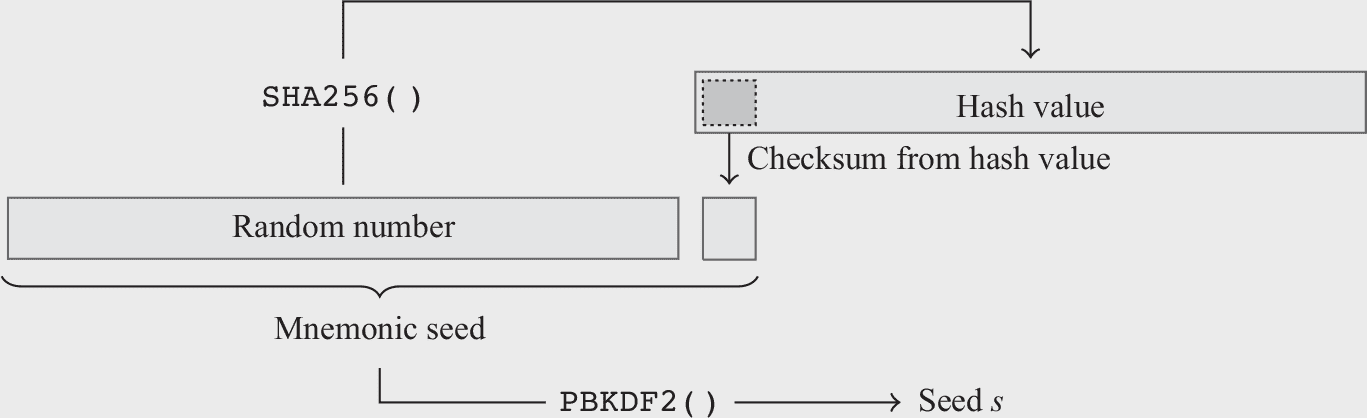 SHA256()
Hash value
Checksum from hash value
Random number
Mnemonic seed
PBKDF2()
Seed s